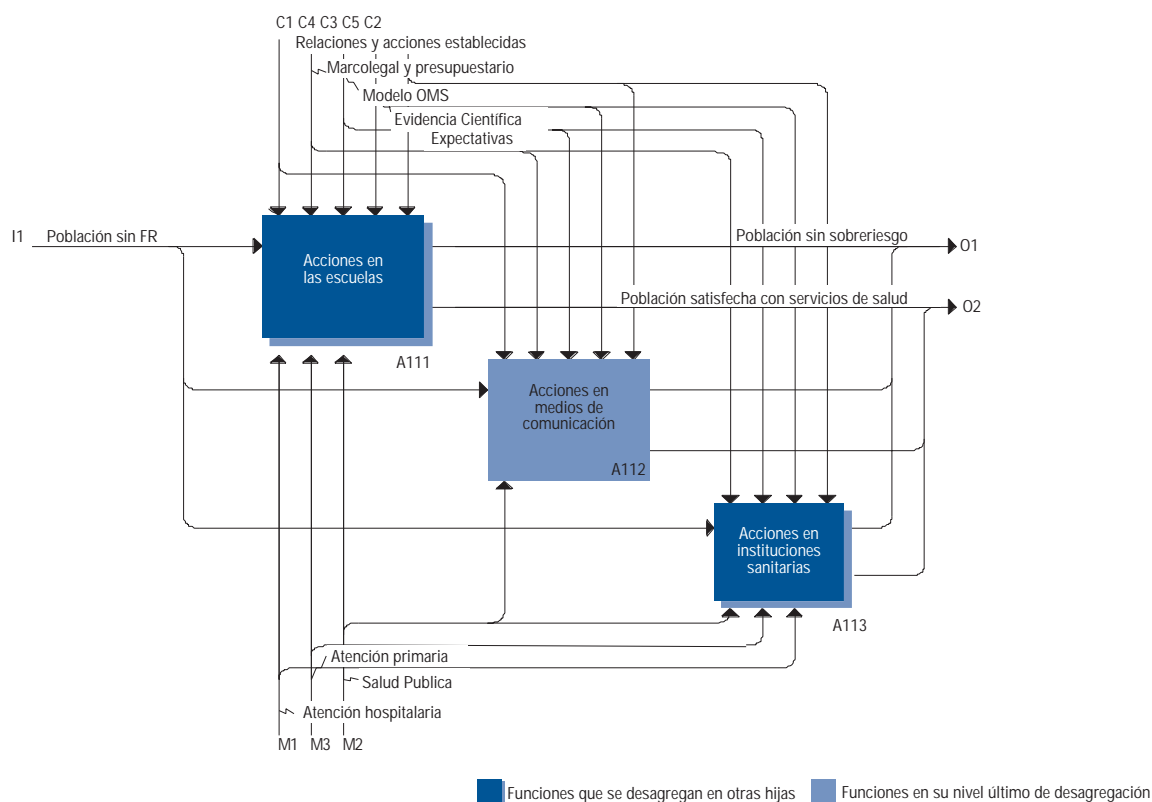 C1 C4 C3 C5 C2
Relaciones y acciones establecidas
Marcolegal y presupuestario
Modelo OMS
Evidencia Científica
Expectativas
I1
Población sin FR
Acciones en
las escuelas
A111
Población sin sobreriesgo
O1
Población satisfecha con servicios de salud
O2
Acciones en
medios de
comunicación
A112
Acciones en
instituciones
sanitarias
A113
Atención primaria
Salud Publica
Atención hospitalaria
M1 M3 M2
Funciones que se desagregan en otras hijas
Funciones en su nivel último de desagregación